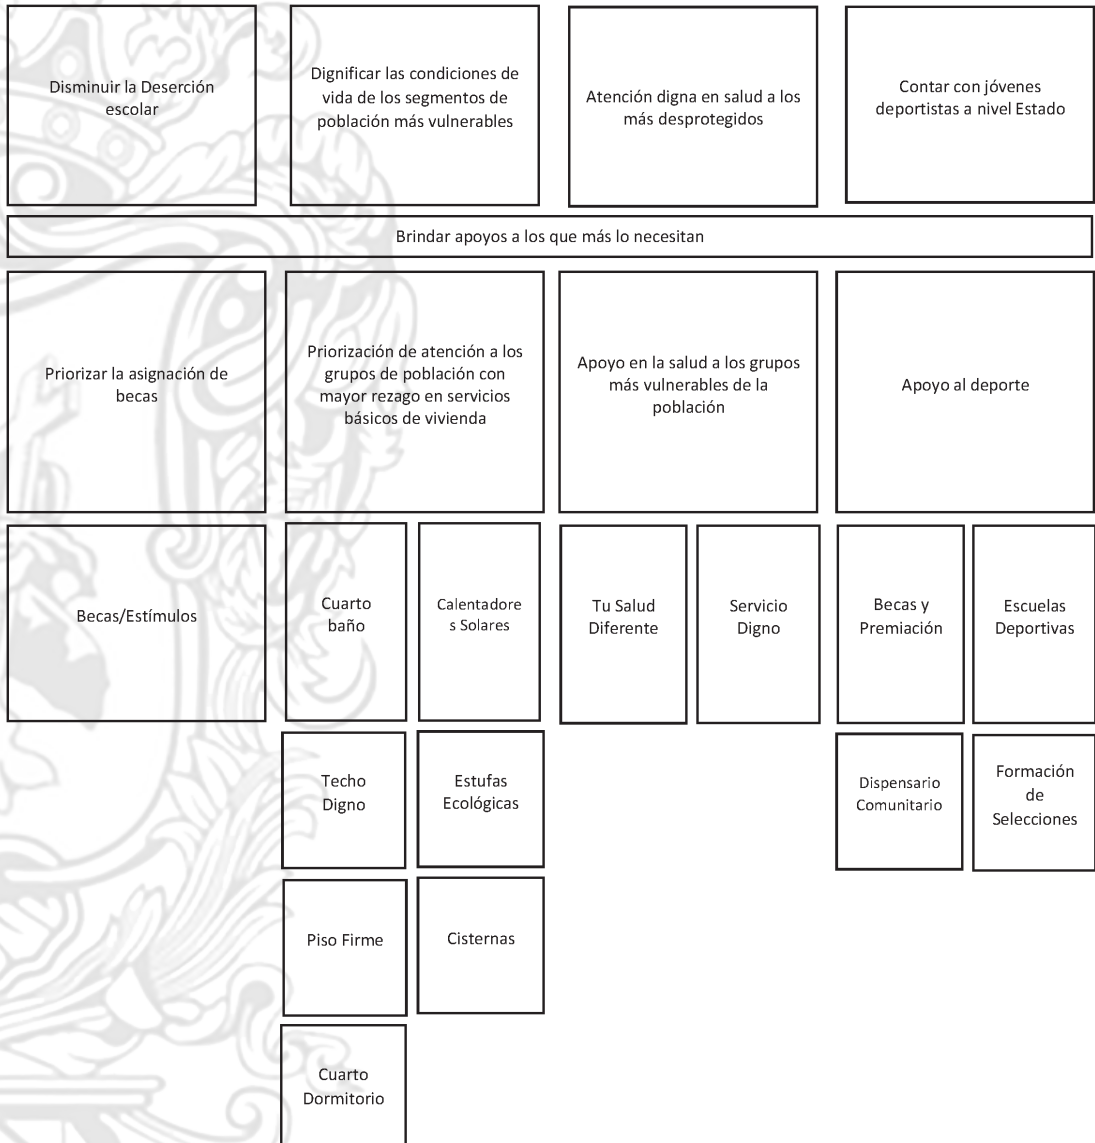 Disminuir la Deserción
escolar
Dignificar las condiciones de
vida de los segmentos de
población más vulnerables
Atención digna en salud a los
más desprotegidos
Contar con jóvenes
deportistas a nivel Estado
Brindar apoyos a los que más lo necesitan
Priorizar la asignación de
becas
Priorización de atención a los
grupos de población con
mayor rezago en servicios
básicos de vivienda
Apoyo en la salud a los grupos
más vulnerables de la
población
Apoyo al deporte
Becas/Estímulos
Cuarto
baño
Calentadore
s Solares
Tu Salud
Diferente
Servicio
Digno
Becas y
Premiación
Escuelas
Deportivas
Techo
Digno
Estufas
Ecológicas
Dispensario
Comunitario
Formación
de
Selecciones
Piso Firme
Cisternas
Cuarto
Dormitorio